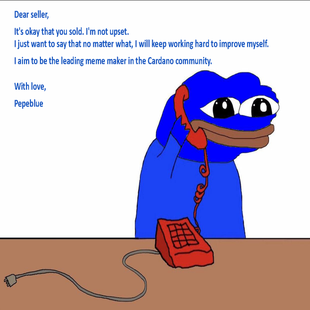 Dear seller,
It's okay that you sold. I'm not upset.
I just want to say that no matter what, I will keep working hard to improve myself.
I aim to be the leading meme maker in the Cardano community.
With love,
Pepeblue